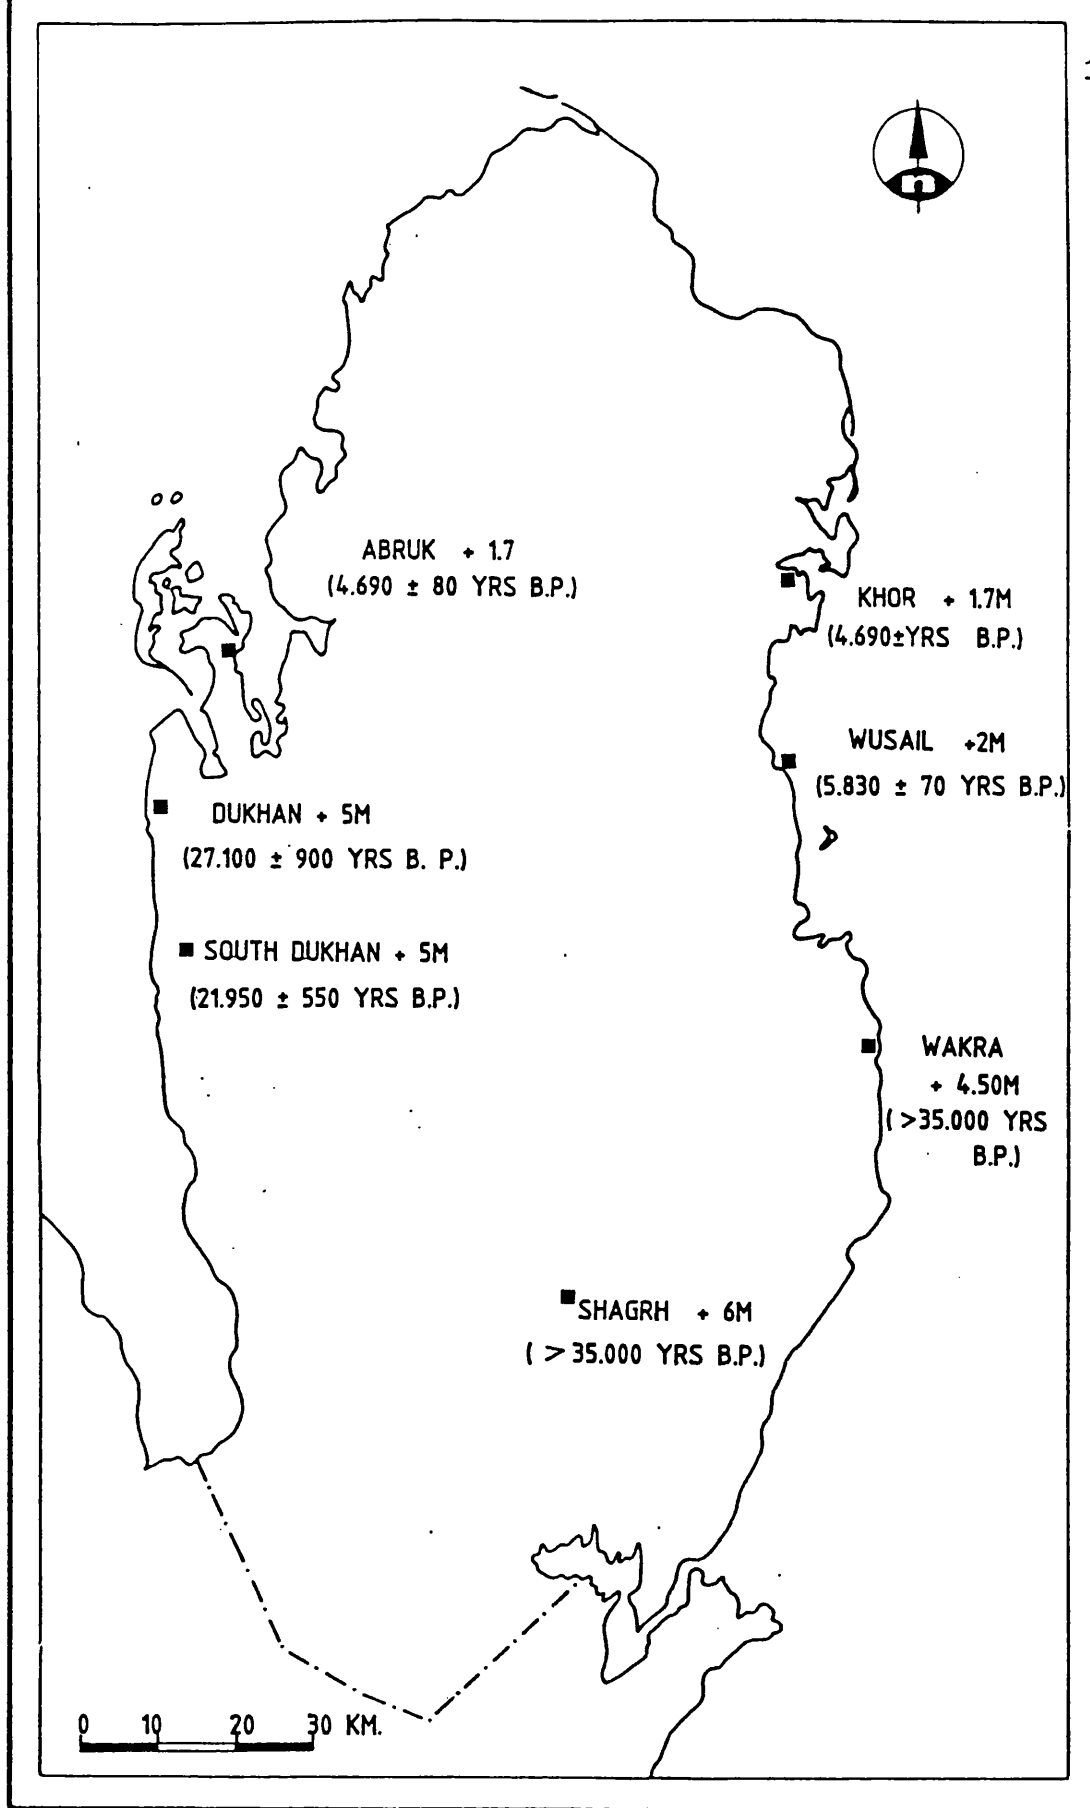 n
ABRUK + 1.7
(4.690 ± 80 YRS B.P.)
KHOR + 1.7M
(4.690±YRS B.P.)
WUSAIL +2M
(5.830 ± 70 YRS B.P.)
DUKHAN + 5M
(27.100 ± 900 YRS B. P.)
SOUTH DUKHAN + 5M
(21.950 ± 550 YRS B.P.)
WAKRA
+ 4.50M
( >35.000 YRS
B.P.)
SHAGRH + 6M
( > 35.000 YRS B.P.)
0 10 20 30 KM.